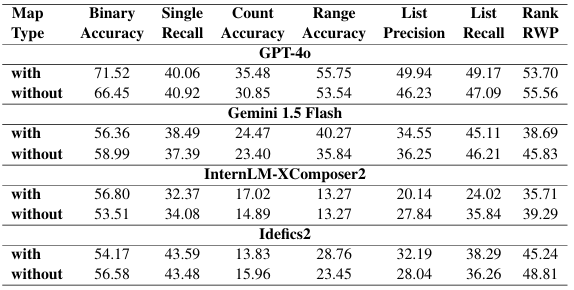 Map Binary Single Count Range List List Rank
Type Accuracy Recall Accuracy Accuracy Precision Recall RWP
GPT-4o
with 71.52 40.06 35.48 55.75 49.94 49.17 53.70
without 66.45 40.92 30.85 53.54 46.23 47.09 55.56
Gemini 1.5 Flash
with 56.36 38.49 24.47 40.27 34.55 45.11 38.69
without 58.99 37.39 23.40 35.84 36.25 46.21 45.83
InternLM-XComposer2
with 56.80 32.37 17.02 13.27 20.14 24.02 35.71
without 53.51 34.08 14.89 13.27 27.84 35.84 39.29
Idefics2
with 54.17 43.59 13.83 28.76 32.19 38.29 45.24
without 56.58 43.48 15.96 23.45 28.04 36.26 48.81